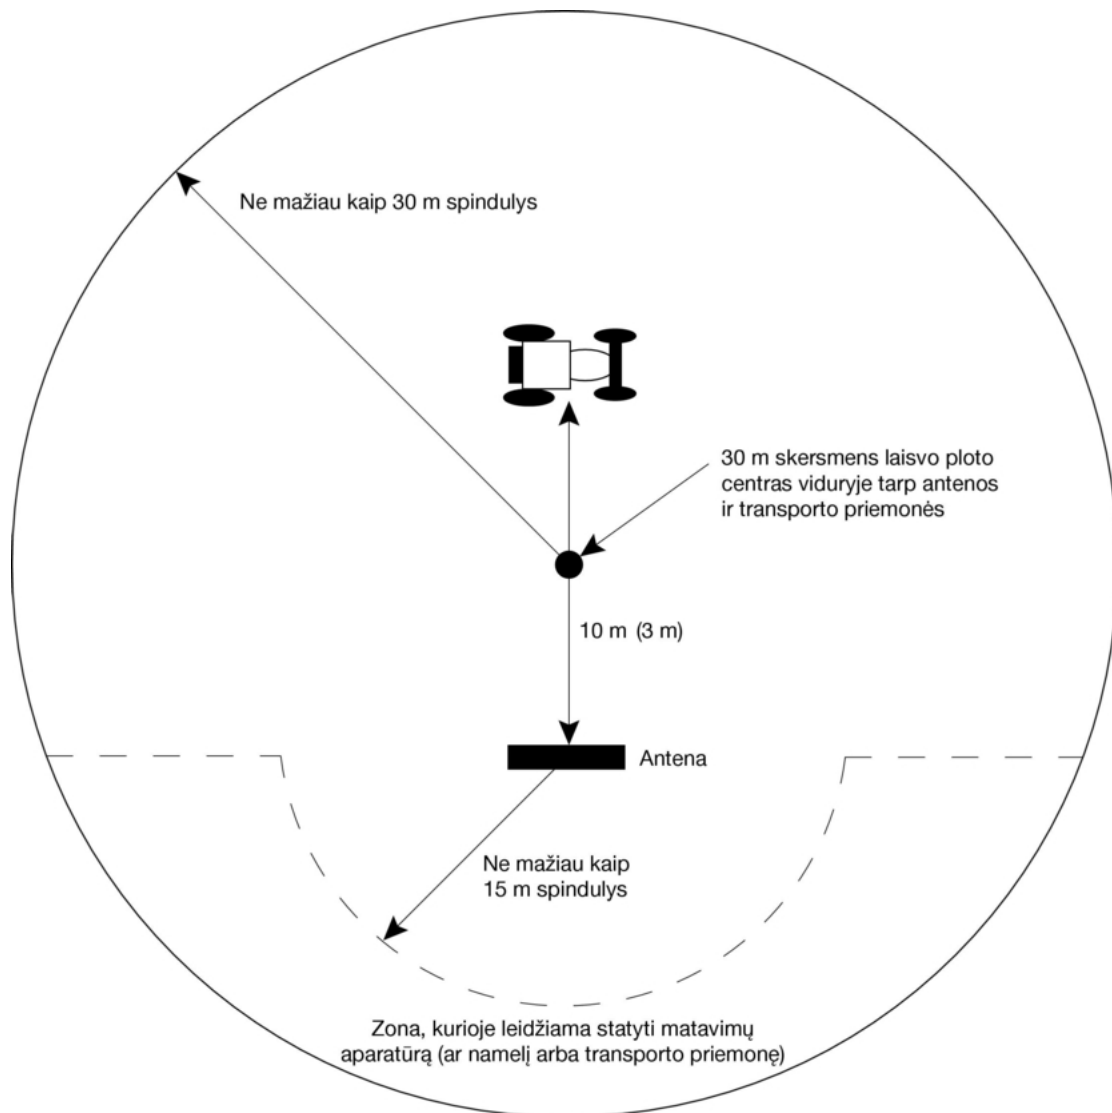 Ne mažiau kaip 30 m spindulys
30 m skersmens laisvo ploto
centras viduryje tarp antenos
ir transporto priemonės
10 m (3 m)
Antena
Ne mažiau kaip
15 m spindulys
Zona, kurioje leidžiama statyti matavimų
aparatūrą (ar namelį arba transporto priemonę)